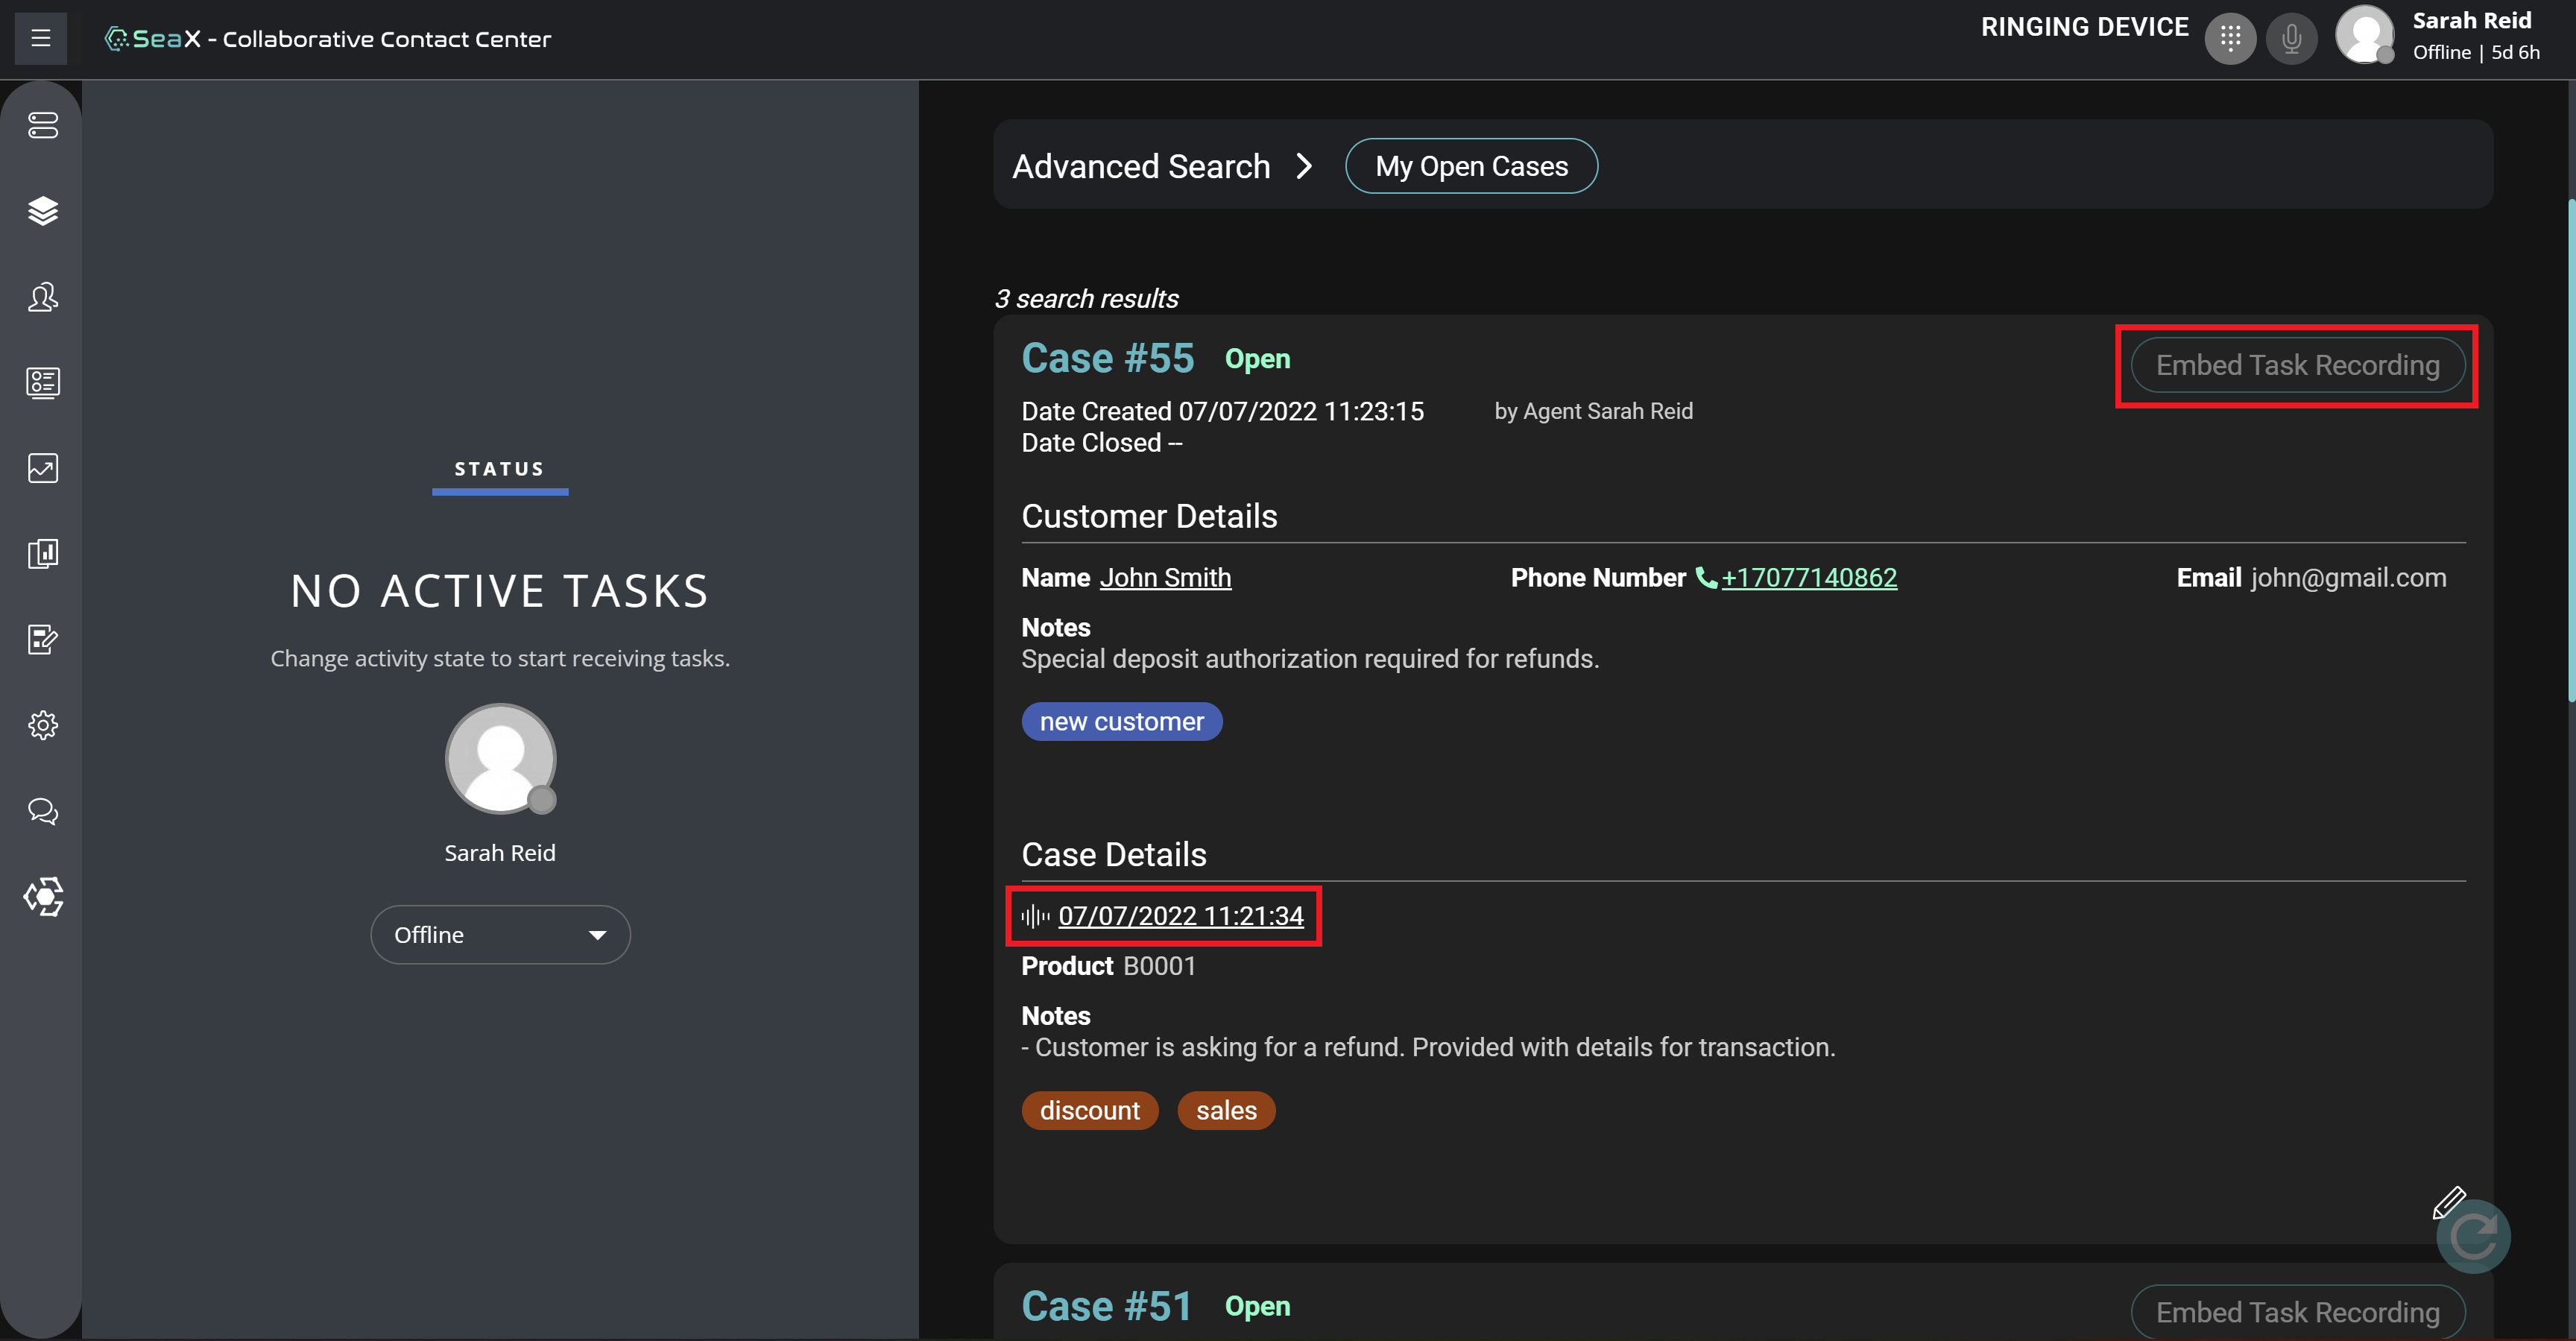 SeaX - Collaborative Contact Center
RINGING DEVICE
Sarah Reid
Offline | 5d 6h
STATUS
NO ACTIVE TASKS
Change activity state to start receiving tasks.
Sarah Reid
Offline
Advanced Search
My Open Cases
3 search results
Case #55 Open
Embed Task Recording
Date Created 07/07/2022 11:23:15 by Agent Sarah Reid
Date Closed --
Customer Details
Name John Smith Phone Number +17077140862 Email john@gmail.com
Notes
Special deposit authorization required for refunds.
new customer
Case Details
07/07/2022 11:21:34
Product B0001
Notes
- Customer is asking for a refund. Provided with details for transaction.
discount sales
Case #51 Open
Embed Task Recording